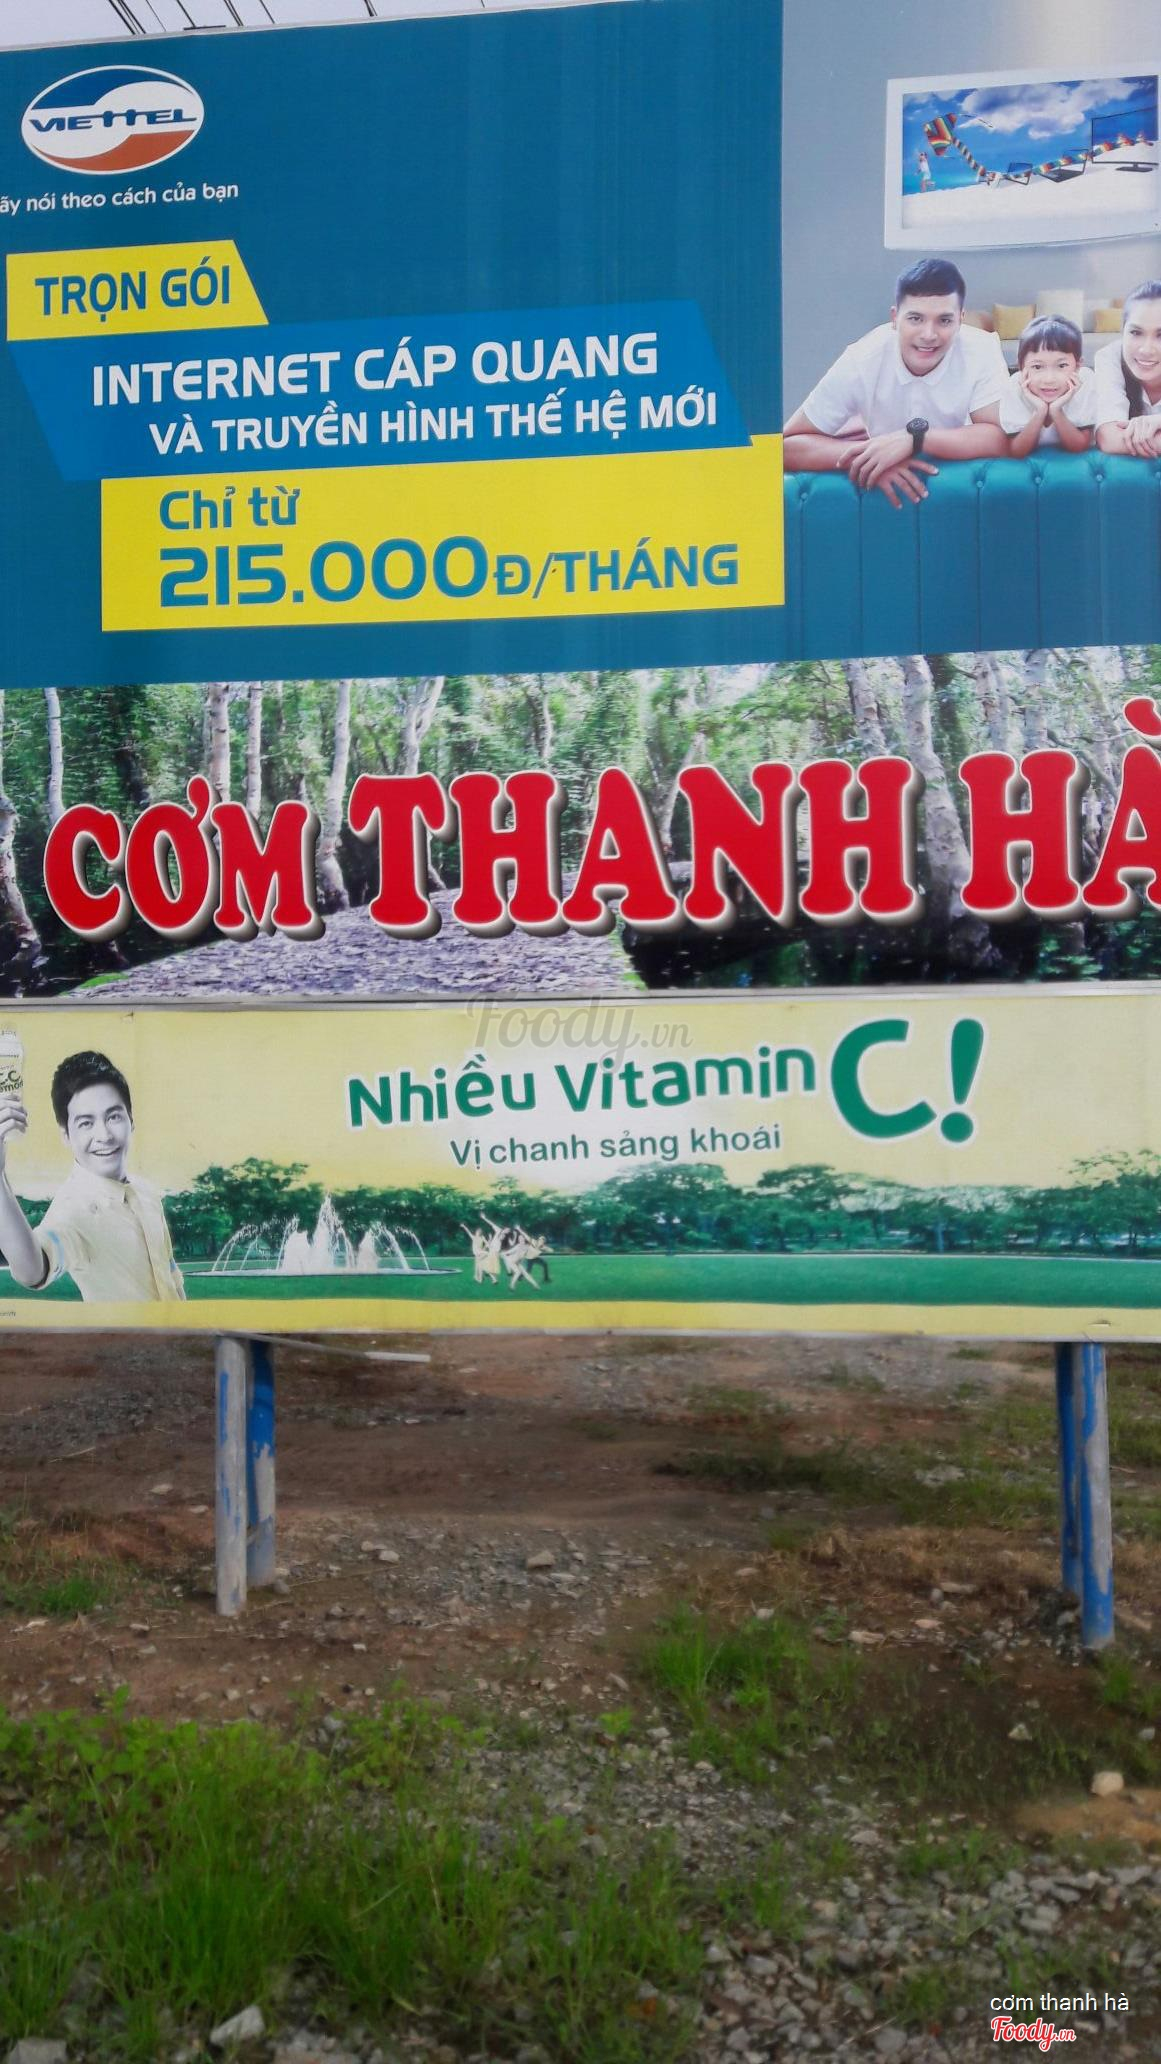 VIETTEL
ãy nói theo cách của bạn
TRỌN GÓI
INTERNET CÁP QUANG
VÀ TRUYỀN HÌNH THẾ HỆ MỚI
Chỉ từ
215.000Đ/THÁNG
CƠM THANH HÀ
Foody.vn
Nhiều Vitamin C!
Vị chanh sảng khoái
cơm thanh hà
Foody.vn